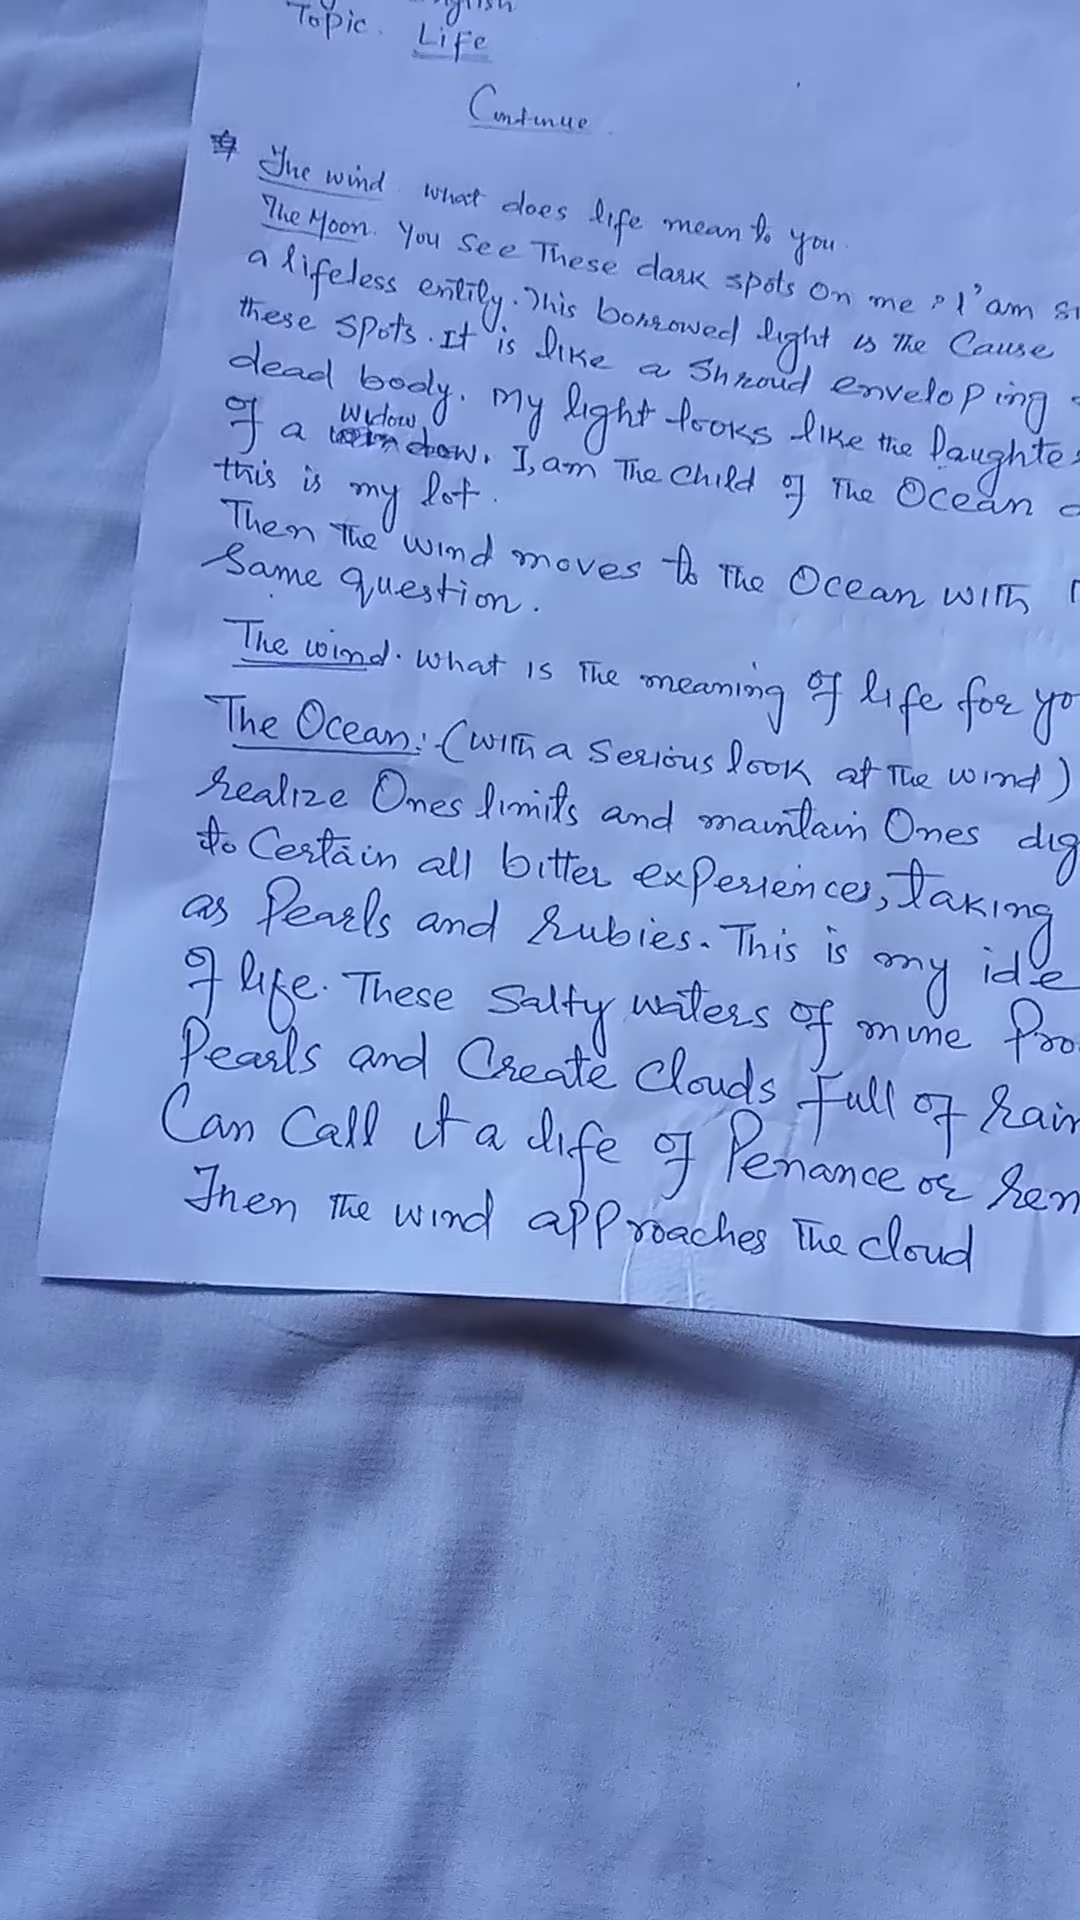 Topic. Life
Continue
The wind. what does life mean to you.
The Moon. You see These dark spots on me ? I'am
a lifeless entity. This borrowed light is The Cause
these spots. It is like a Shroud enveloping
dead body. My light looks like the
widow
of a I, am The Child of The Ocean
this is my lot.
Then The wind moves to The Ocean with
Same question.
The wind. what is The meaning of life for
The Ocean: (with a Serious look at The wind)
realize Ones limits and maintain Ones
to Certain all bitter experiences, taking
as Pearls and rubies. This is my
of life. These Salty waters of mine
Pearls and Create Clouds full of
Can Call it a life of Penance or
Then The wind approaches The cloud